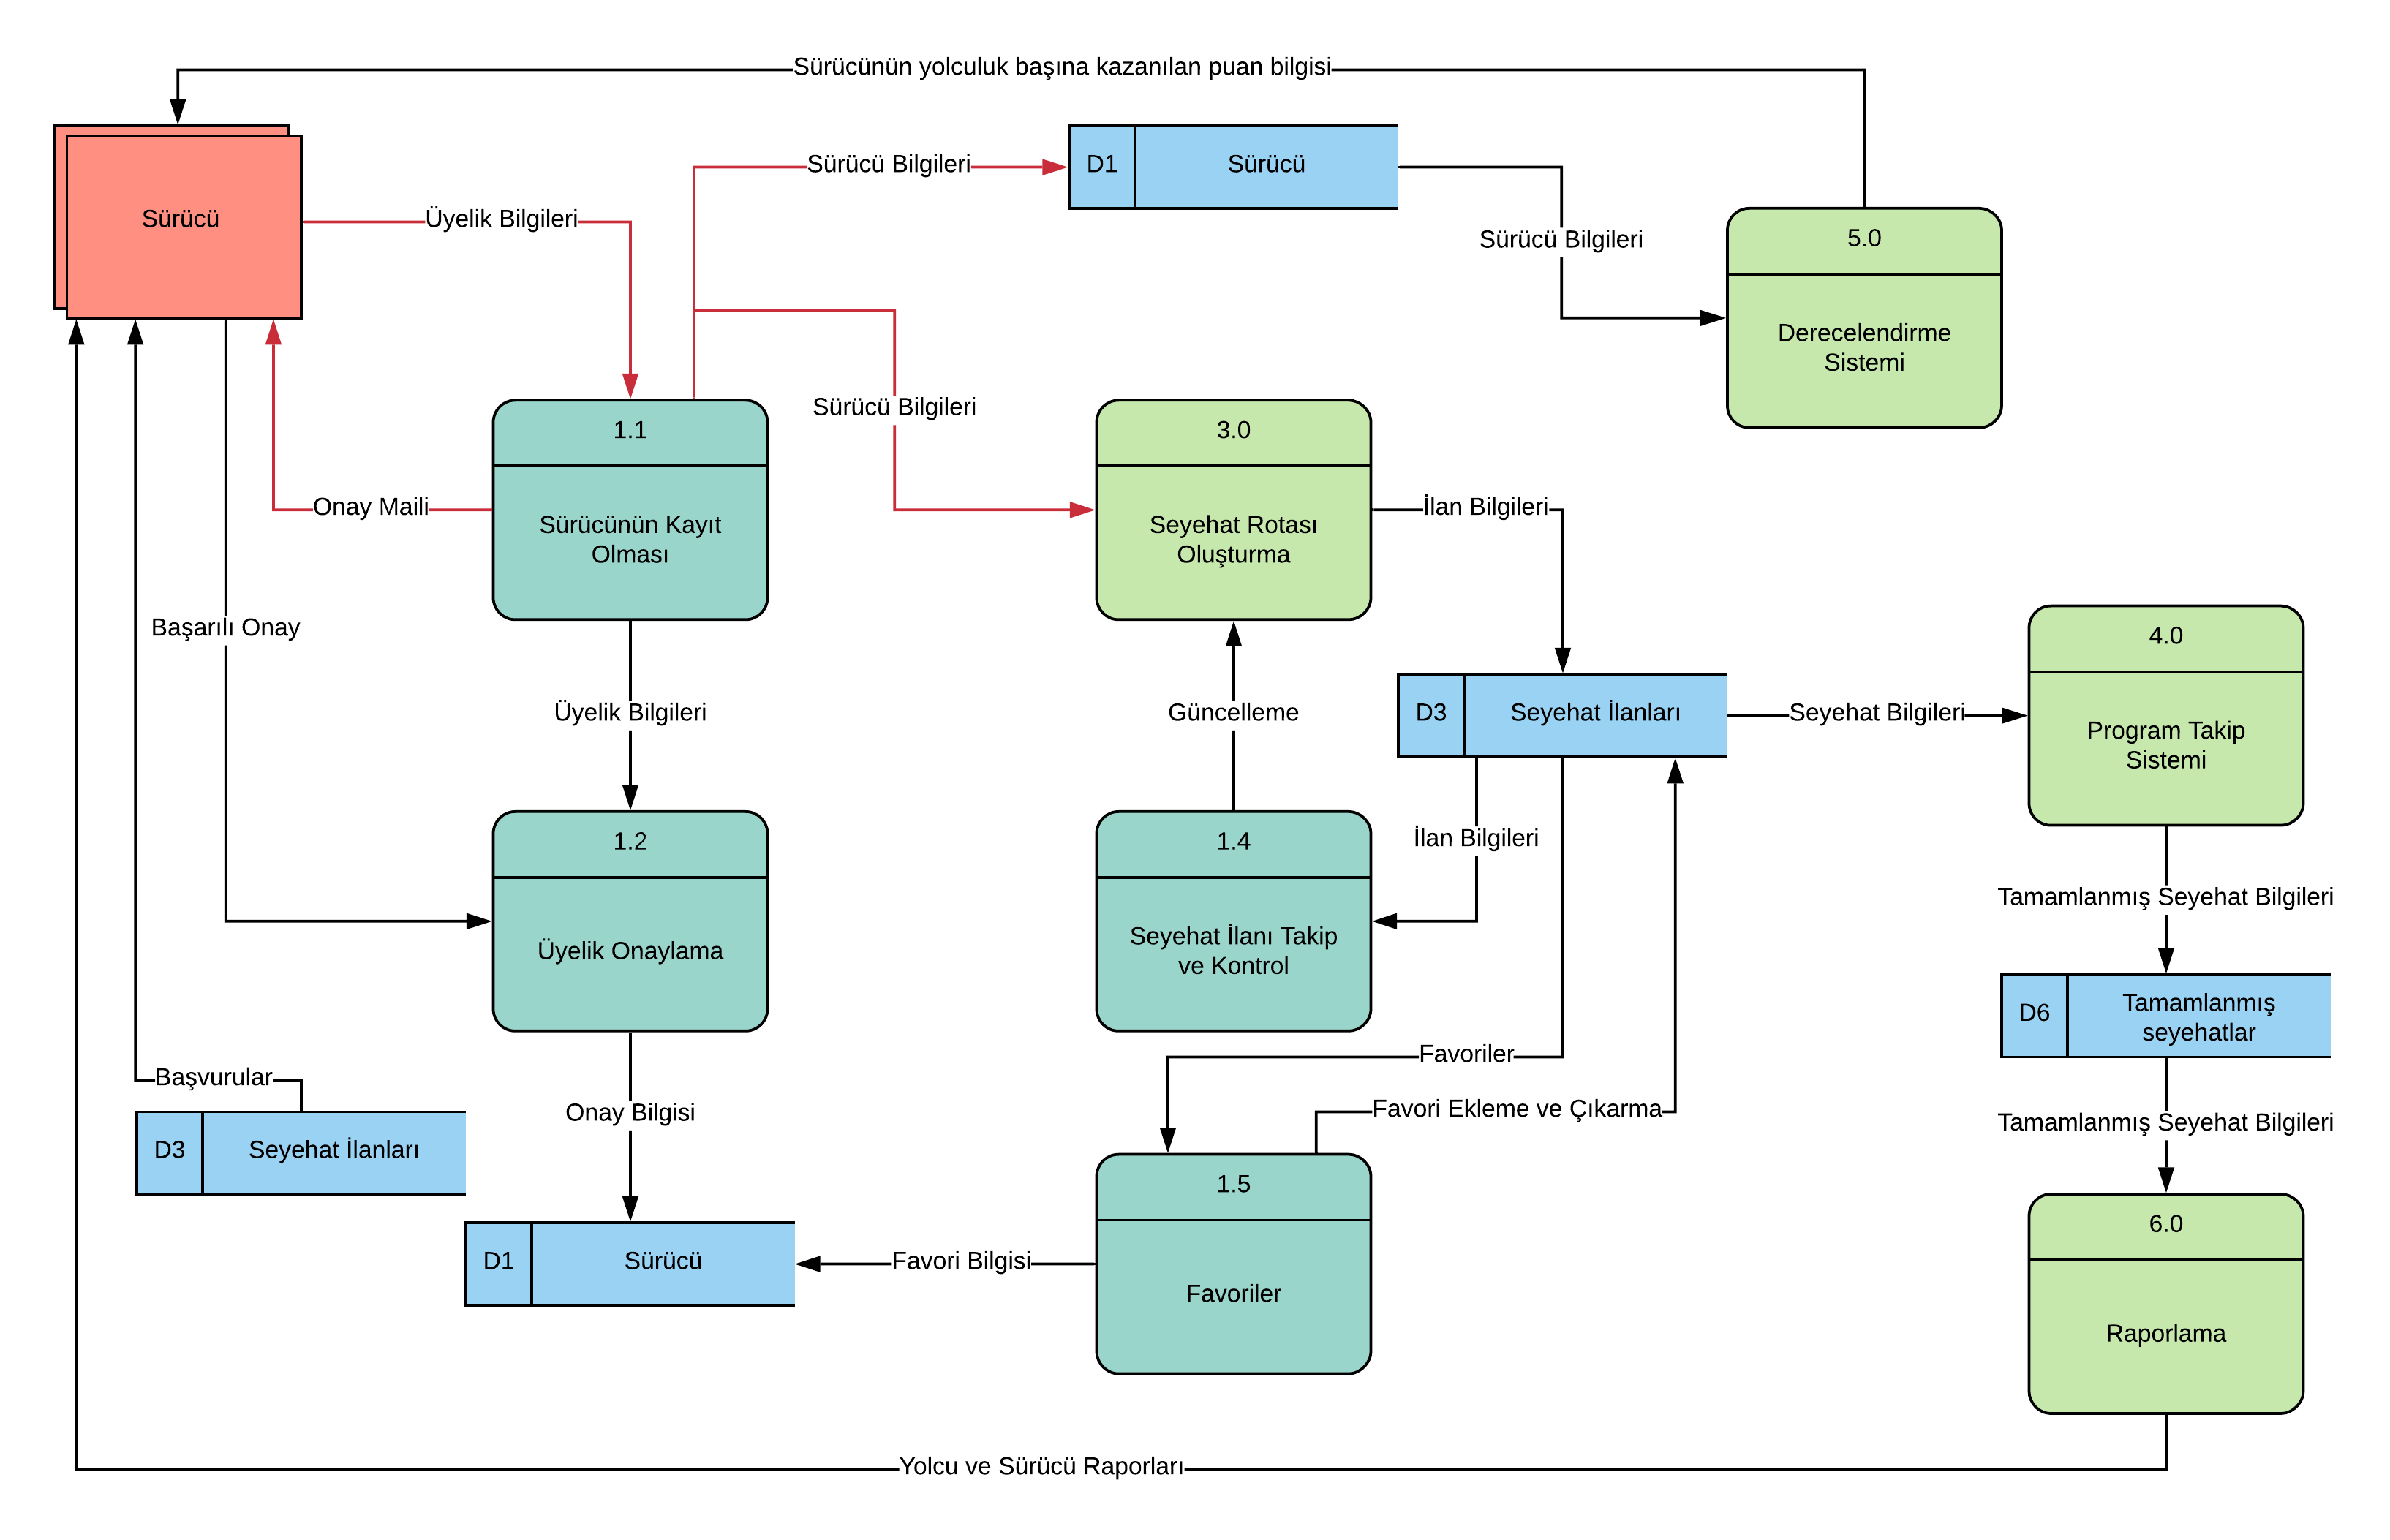 Sürücünün yolculuk başına kazanılan puan bilgisi
Sürücü Bilgileri
D1
Sürücü
Sürücü
Üyelik Bilgileri
Sürücü Bilgileri
5.0
Derecelendirme
Sistemi
Sürücü Bilgileri
1.1
Sürücünün Kayıt
Olması
3.0
Seyehat Rotası
Oluşturma
Onay Maili
İlan Bilgileri
Başarılı Onay
4.0
Program Takip
Sistemi
Üyelik Bilgileri
Güncelleme
D3
Seyehat İlanları
Seyehat Bilgileri
1.2
Üyelik Onaylama
1.4
Seyehat İlanı Takip
ve Kontrol
İlan Bilgileri
Tamamlanmış Seyehat Bilgileri
D6
Tamamlanmış
seyehatlar
Favoriler
Başvurular
Onay Bilgisi
Favori Ekleme ve Çıkarma
Tamamlanmış Seyehat Bilgileri
D3
Seyehat İlanları
1.5
Favoriler
6.0
Raporlama
D1
Sürücü
Favori Bilgisi
Yolcu ve Sürücü Raporları